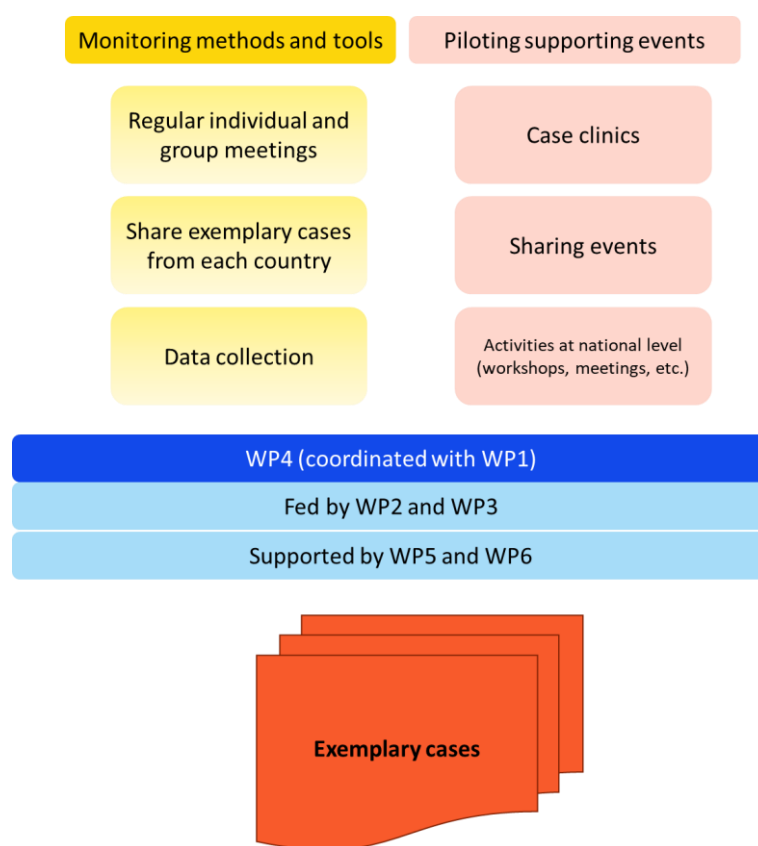 Monitoring methods and tools
Piloting supporting events
Regular individual and
group meetings
Case clinics
Share exemplary cases
from each country
Sharing events
Data collection
Activities at national level
(workshops, meetings, etc.)
WP4 (coordinated with WP1)
Fed by WP2 and WP3
Supported by WP5 and WP6
Exemplary cases